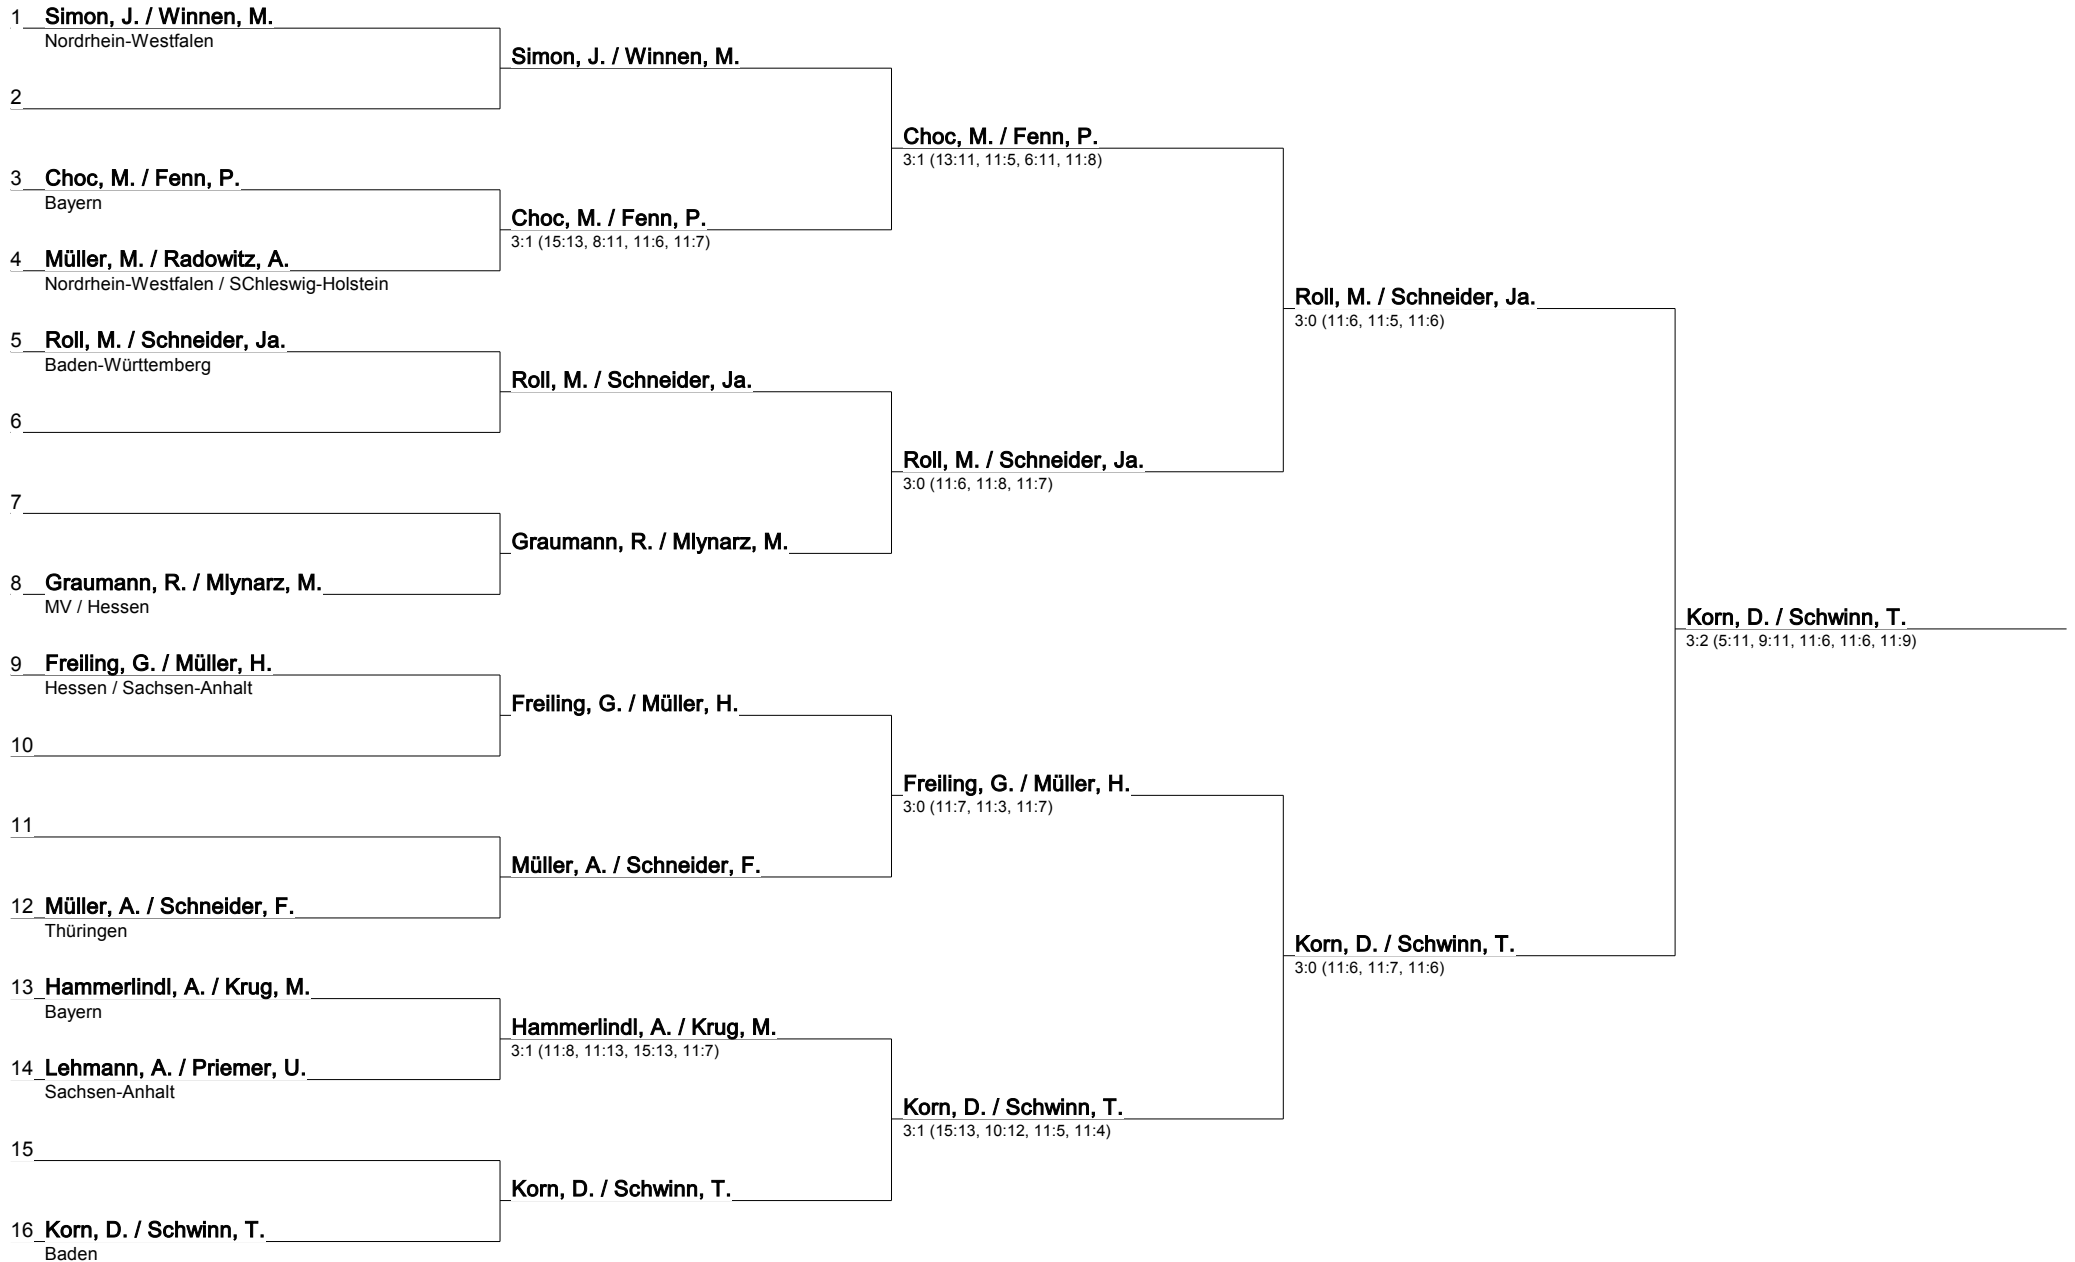 1 Simon, J. / Winnen, M.
Nordrhein-Westfalen
2
3 Choc, M. / Fenn, P.
Bayern
4 Müller, M. / Radowitz, A.
Nordrhein-Westfalen / SChleswig-Holstein
5 Roll, M. / Schneider, Ja.
Baden-Württemberg
6
7
8 Graumann, R. / Mlynarz, M.
MV / Hessen
9 Freiling, G. / Müller, H.
Hessen / Sachsen-Anhalt
10
11
12 Müller, A. / Schneider, F.
Thüringen
13 Hammerlindl, A. / Krug, M.
Bayern
14 Lehmann, A. / Priemer, U.
Sachsen-Anhalt
15
16 Korn, D. / Schwinn, T.
Baden
Simon, J. / Winnen, M.
Choc, M. / Fenn, P.
3:1 (15:13, 8:11, 11:6, 11:7)
Roll, M. / Schneider, Ja.
Graumann, R. / Mlynarz, M.
Freiling, G. / Müller, H.
Müller, A. / Schneider, F.
Hammerlindl, A. / Krug, M.
3:1 (11:8, 11:13, 15:13, 11:7)
Korn, D. / Schwinn, T.
Choc, M. / Fenn, P.
3:1 (13:11, 11:5, 6:11, 11:8)
Roll, M. / Schneider, Ja.
3:0 (11:6, 11:8, 11:7)
Freiling, G. / Müller, H.
3:0 (11:7, 11:3, 11:7)
Korn, D. / Schwinn, T.
3:1 (15:13, 10:12, 11:5, 11:4)
Roll, M. / Schneider, Ja.
3:0 (11:6, 11:5, 11:6)
Korn, D. / Schwinn, T.
3:0 (11:6, 11:7, 11:6)
Korn, D. / Schwinn, T.
3:2 (5:11, 9:11, 11:6, 11:6, 11:9)